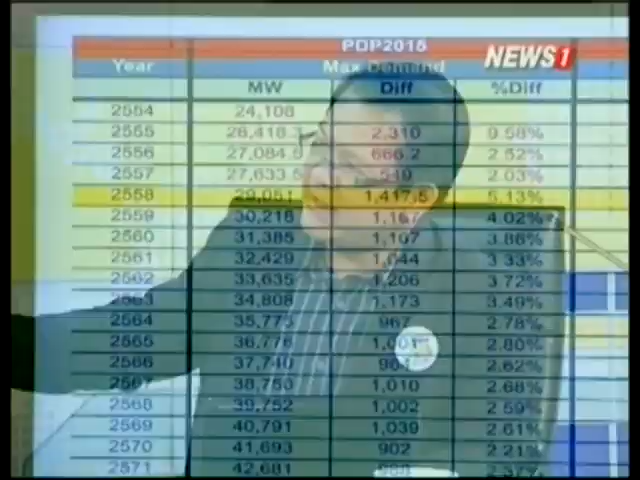 PDP2015
NEWS1
Year Max Demand
MW Diff %Diff
2554 24,108
2555 26,418. 2,310 9.58%
2556 27,084.5 666.2 2.52%
2557 27,633.5 549 2.03%
2558 29,051 1,417.5 5.13%
2559 30,218 1,167 4.02%
2560 31,385 1,167 3.86%
2561 32,429 1,044 3.33%
2562 33,635 1,206 3.72%
2563 34,808 1,173 3.49%
2564 35,775 967 2.78%
2565 36,776 1,001 2.80%
2566 37,740 2.62%
2567 38,750 1,010 2.68%
2568 39,752 1,002 2.59%
2569 40,791 1,039 2.61%
2570 41,693 902 2.21%
2571 42,681 988 2.37%